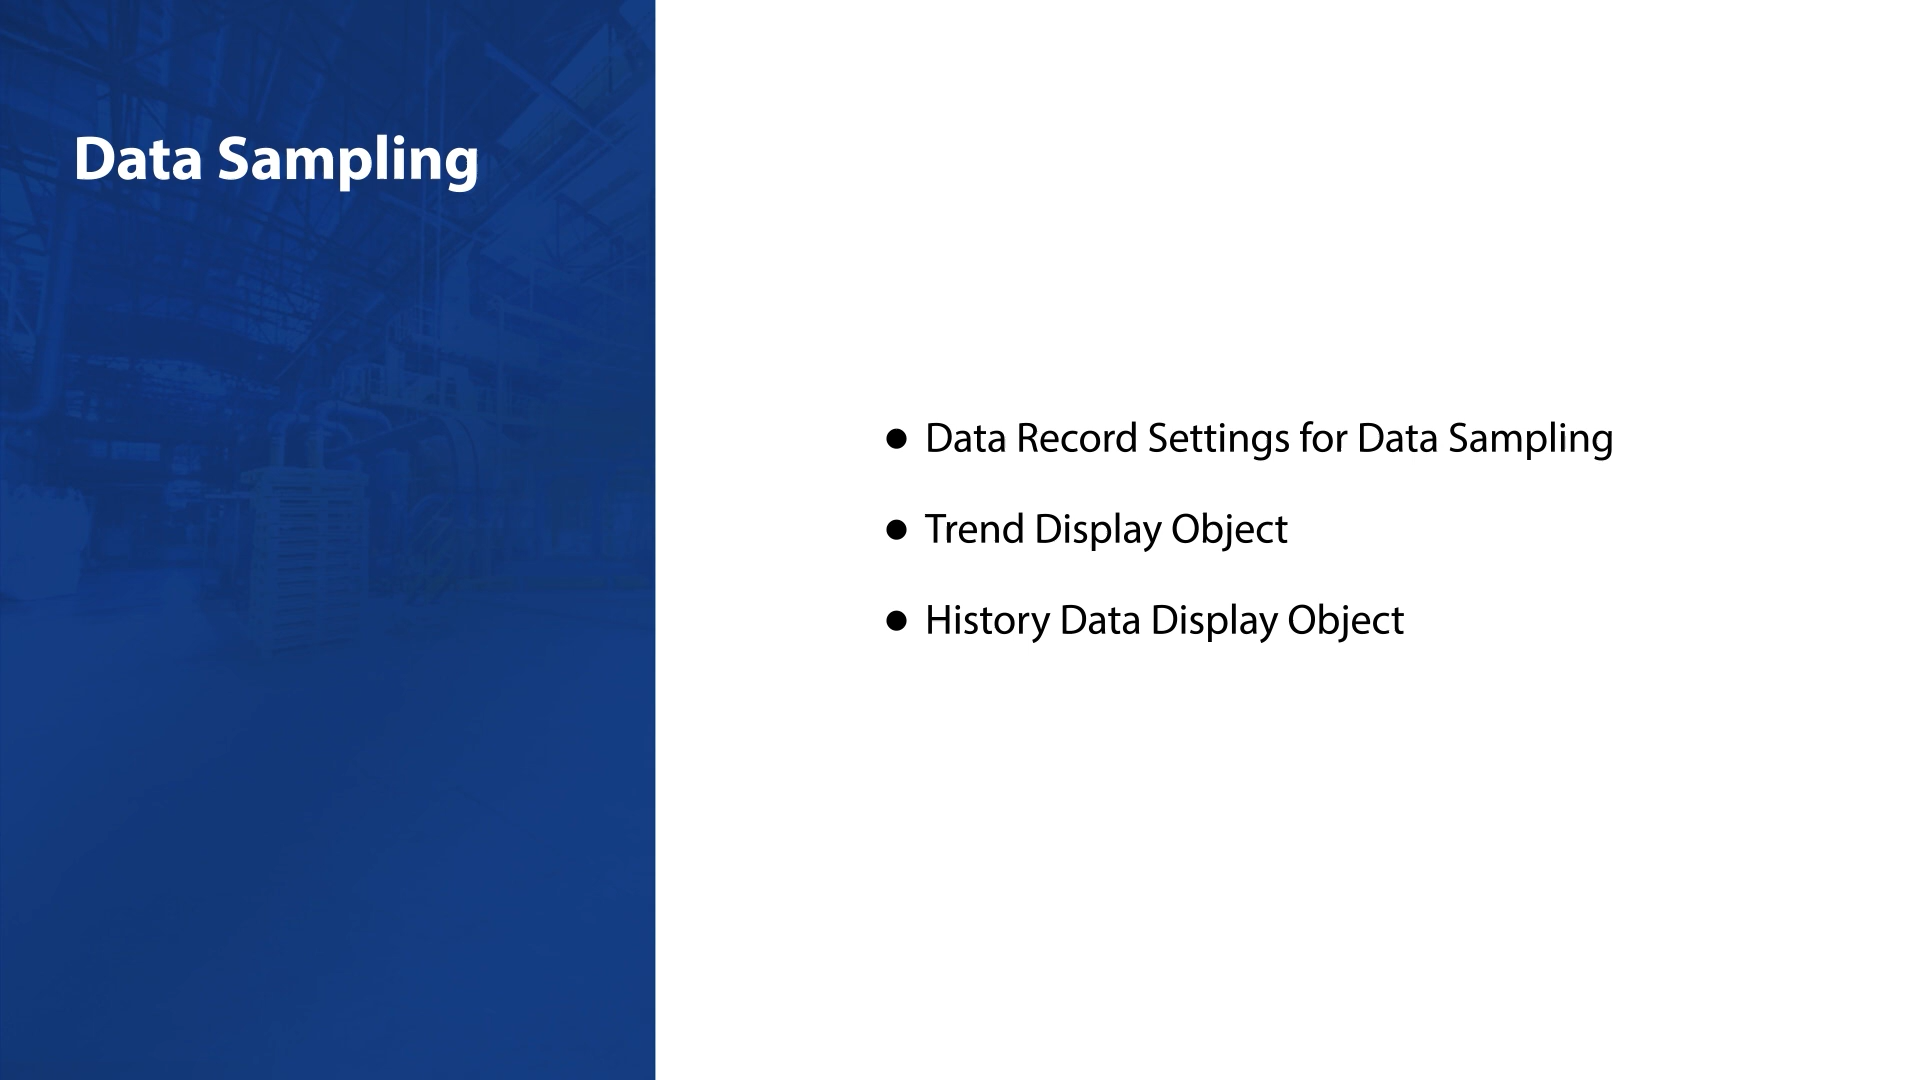 Data Sampling
● Data Record Settings for Data Sampling
● Trend Display Object
● History Data Display Object